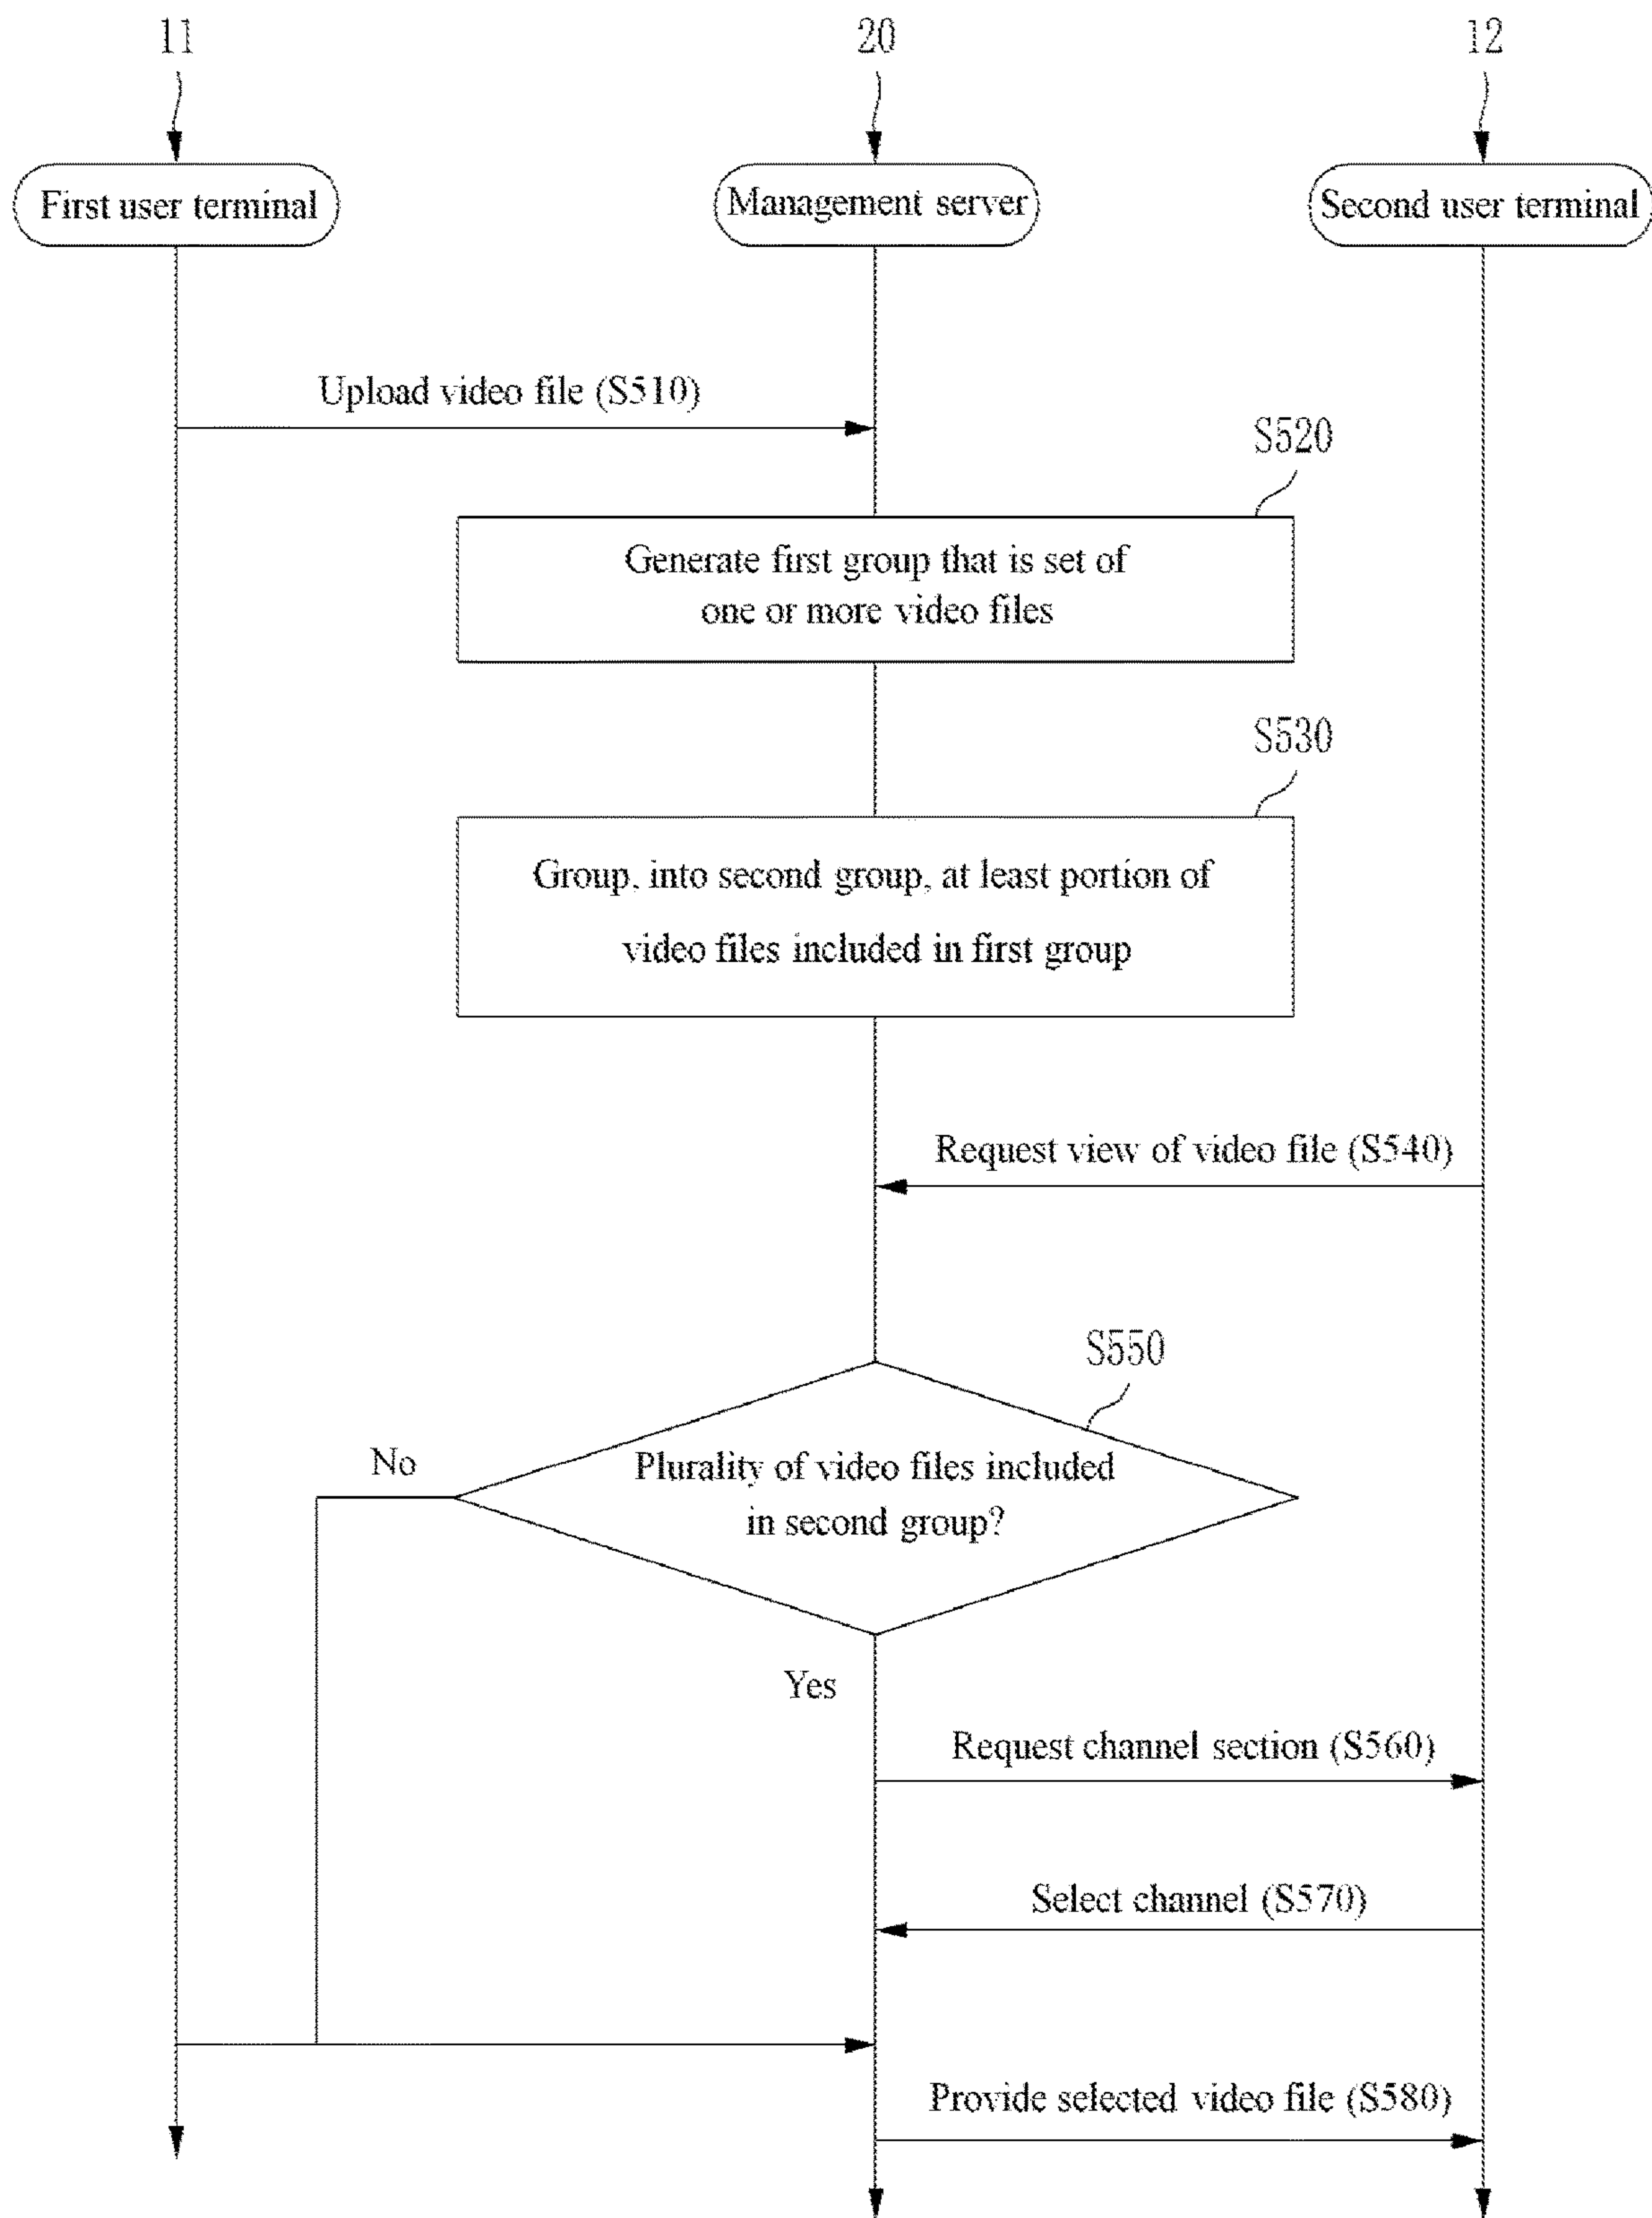 11
20
12
First user terminal
Management server
Second user terminal
Upload video file (S510)
S520
Generate first group that is set of
one or more video files
S530
Group, into second group, at least portion of
video files included in first group
Request view of video file (S540)
S550
No
Plurality of video files included
in second group?
Yes
Request channel section (S560)
Select channel (S570)
Provide selected video file (S580)